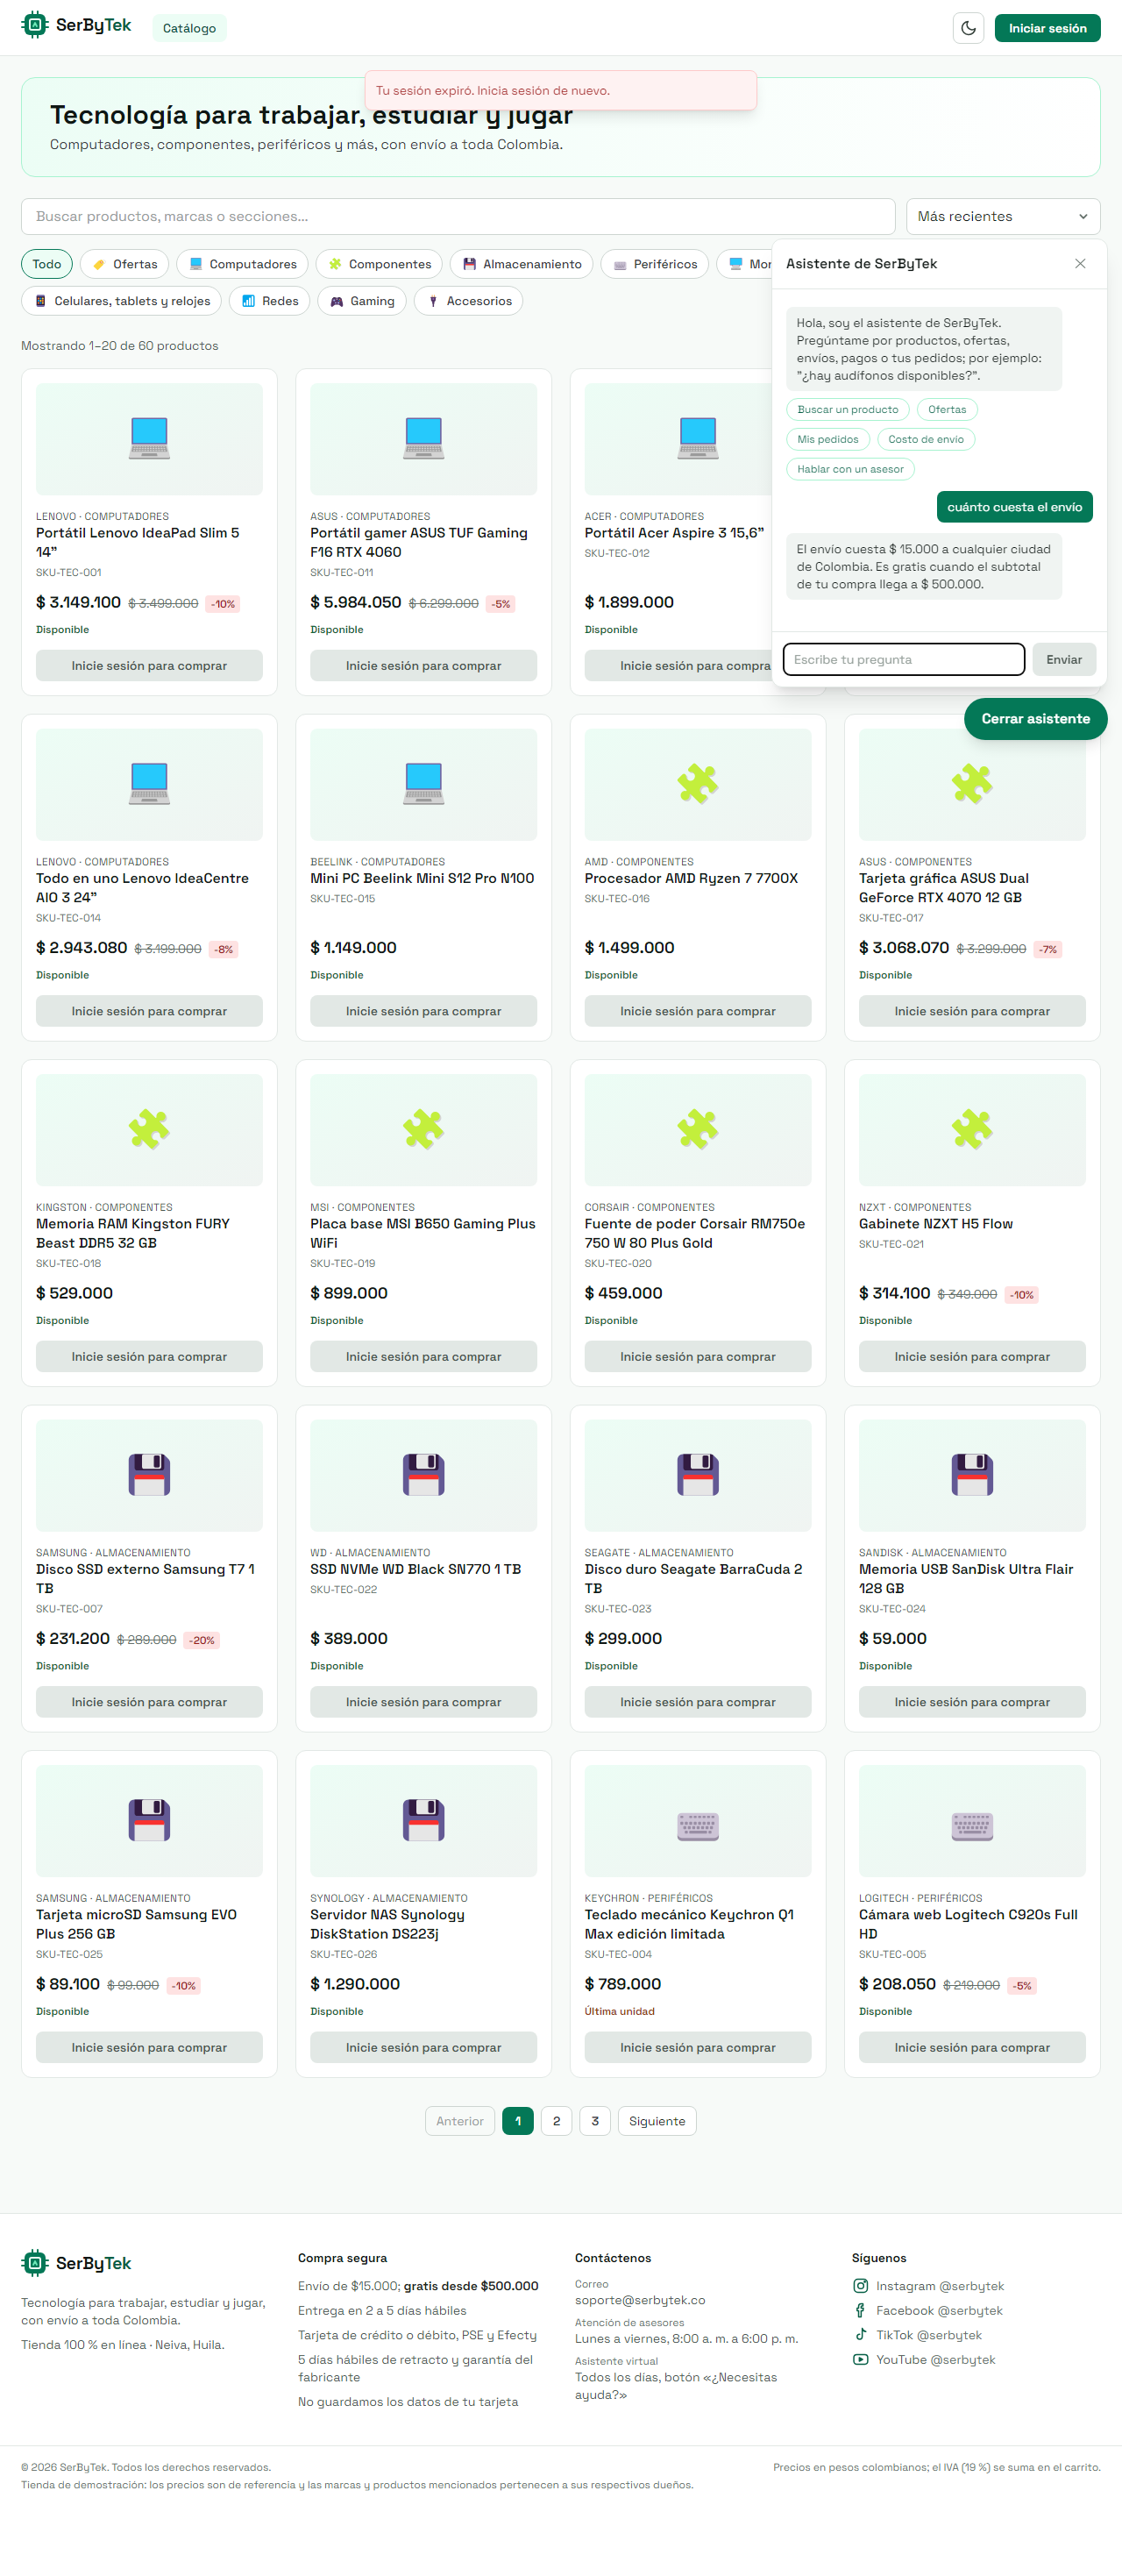 SerByTek
Catálogo
Iniciar sesión
Tu sesión expiró. Inicia sesión de nuevo.
Tecnología para trabajar, estudiar y jugar
Computadores, componentes, periféricos y más, con envío a toda Colombia.
Buscar productos, marcas o secciones...
Más recientes
Todo
Ofertas
Computadores
Componentes
Almacenamiento
Periféricos
Celulares, tablets y relojes
Redes
Gaming
Accesorios
Mostrando 1–20 de 60 productos
Asistente de SerByTek
Hola, soy el asistente de SerByTek.
Pregúntame por productos, ofertas,
envíos, pagos o tus pedidos; por ejemplo:
"¿hay audífonos disponibles?".
Buscar un producto
Ofertas
Mis pedidos
Costo de envío
Hablar con un asesor
cuánto cuesta el envío
El envío cuesta $ 15.000 a cualquier ciudad
de Colombia. Es gratis cuando el subtotal
de tu compra llega a $ 500.000.
Escribe tu pregunta
Enviar
Cerrar asistente
LENOVO · COMPUTADORES
Portátil Lenovo IdeaPad Slim 5
14"
SKU-TEC-001
$ 3.149.100 $ 3.499.000 -10%
Disponible
Inicie sesión para comprar
ASUS · COMPUTADORES
Portátil gamer ASUS TUF Gaming
F16 RTX 4060
SKU-TEC-011
$ 5.984.050 $ 6.299.000 -5%
Disponible
Inicie sesión para comprar
ACER · COMPUTADORES
Portátil Acer Aspire 3 15,6"
SKU-TEC-012
$ 1.899.000
Disponible
Inicie sesión para compra
LENOVO · COMPUTADORES
Todo en uno Lenovo IdeaCentre
AIO 3 24"
SKU-TEC-014
$ 2.943.080 $ 3.199.000 -8%
Disponible
Inicie sesión para comprar
BEELINK · COMPUTADORES
Mini PC Beelink Mini S12 Pro N100
SKU-TEC-015
$ 1.149.000
Disponible
Inicie sesión para comprar
AMD · COMPONENTES
Procesador AMD Ryzen 7 7700X
SKU-TEC-016
$ 1.499.000
Disponible
Inicie sesión para comprar
ASUS · COMPONENTES
Tarjeta gráfica ASUS Dual
GeForce RTX 4070 12 GB
SKU-TEC-017
$ 3.068.070 $ 3.299.000 -7%
Disponible
Inicie sesión para comprar
KINGSTON · COMPONENTES
Memoria RAM Kingston FURY
Beast DDR5 32 GB
SKU-TEC-018
$ 529.000
Disponible
Inicie sesión para comprar
MSI · COMPONENTES
Placa base MSI B650 Gaming Plus
WiFi
SKU-TEC-019
$ 899.000
Disponible
Inicie sesión para comprar
CORSAIR · COMPONENTES
Fuente de poder Corsair RM750e
750 W 80 Plus Gold
SKU-TEC-020
$ 459.000
Disponible
Inicie sesión para comprar
NZXT · COMPONENTES
Gabinete NZXT H5 Flow
SKU-TEC-021
$ 314.100 $ 349.000 -10%
Disponible
Inicie sesión para comprar
SAMSUNG · ALMACENAMIENTO
Disco SSD externo Samsung T7 1
TB
SKU-TEC-007
$ 231.200 $ 289.000 -20%
Disponible
Inicie sesión para comprar
WD · ALMACENAMIENTO
SSD NVMe WD Black SN770 1 TB
SKU-TEC-022
$ 389.000
Disponible
Inicie sesión para comprar
SEAGATE · ALMACENAMIENTO
Disco duro Seagate BarraCuda 2
TB
SKU-TEC-023
$ 299.000
Disponible
Inicie sesión para comprar
SANDISK · ALMACENAMIENTO
Memoria USB SanDisk Ultra Flair
128 GB
SKU-TEC-024
$ 59.000
Disponible
Inicie sesión para comprar
SAMSUNG · ALMACENAMIENTO
Tarjeta microSD Samsung EVO
Plus 256 GB
SKU-TEC-025
$ 89.100 $ 99.000 -10%
Disponible
Inicie sesión para comprar
SYNOLOGY · ALMACENAMIENTO
Servidor NAS Synology
DiskStation DS223j
SKU-TEC-026
$ 1.290.000
Disponible
Inicie sesión para comprar
KEYCHRON · PERIFÉRICOS
Teclado mecánico Keychron Q1
Max edición limitada
SKU-TEC-004
$ 789.000
Última unidad
Inicie sesión para comprar
LOGITECH · PERIFÉRICOS
Cámara web Logitech C920s Full
HD
SKU-TEC-005
$ 208.050 $ 219.000 -5%
Disponible
Inicie sesión para comprar
Anterior
1
2
3
Siguiente
SerByTek
Tecnología para trabajar, estudiar y jugar,
con envío a toda Colombia.
Tienda 100 % en línea · Neiva, Huila.
Compra segura
Envío de $15.000; gratis desde $500.000
Entrega en 2 a 5 días hábiles
Tarjeta de crédito o débito, PSE y Efecty
5 días hábiles de retracto y garantía del
fabricante
No guardamos los datos de tu tarjeta
Contáctenos
Correo
soporte@serbytek.co
Atención de asesores
Lunes a viernes, 8:00 a. m. a 6:00 p. m.
Asistente virtual
Todos los días, botón «¿Necesitas
ayuda?»
Síguenos
Instagram @serbytek
Facebook @serbytek
TikTok @serbytek
YouTube @serbytek
© 2026 SerByTek. Todos los derechos reservados.
Tienda de demostración: los precios son de referencia y las marcas y productos mencionados pertenecen a sus respectivos dueños.
Precios en pesos colombianos; el IVA (19 %) se suma en el carrito.